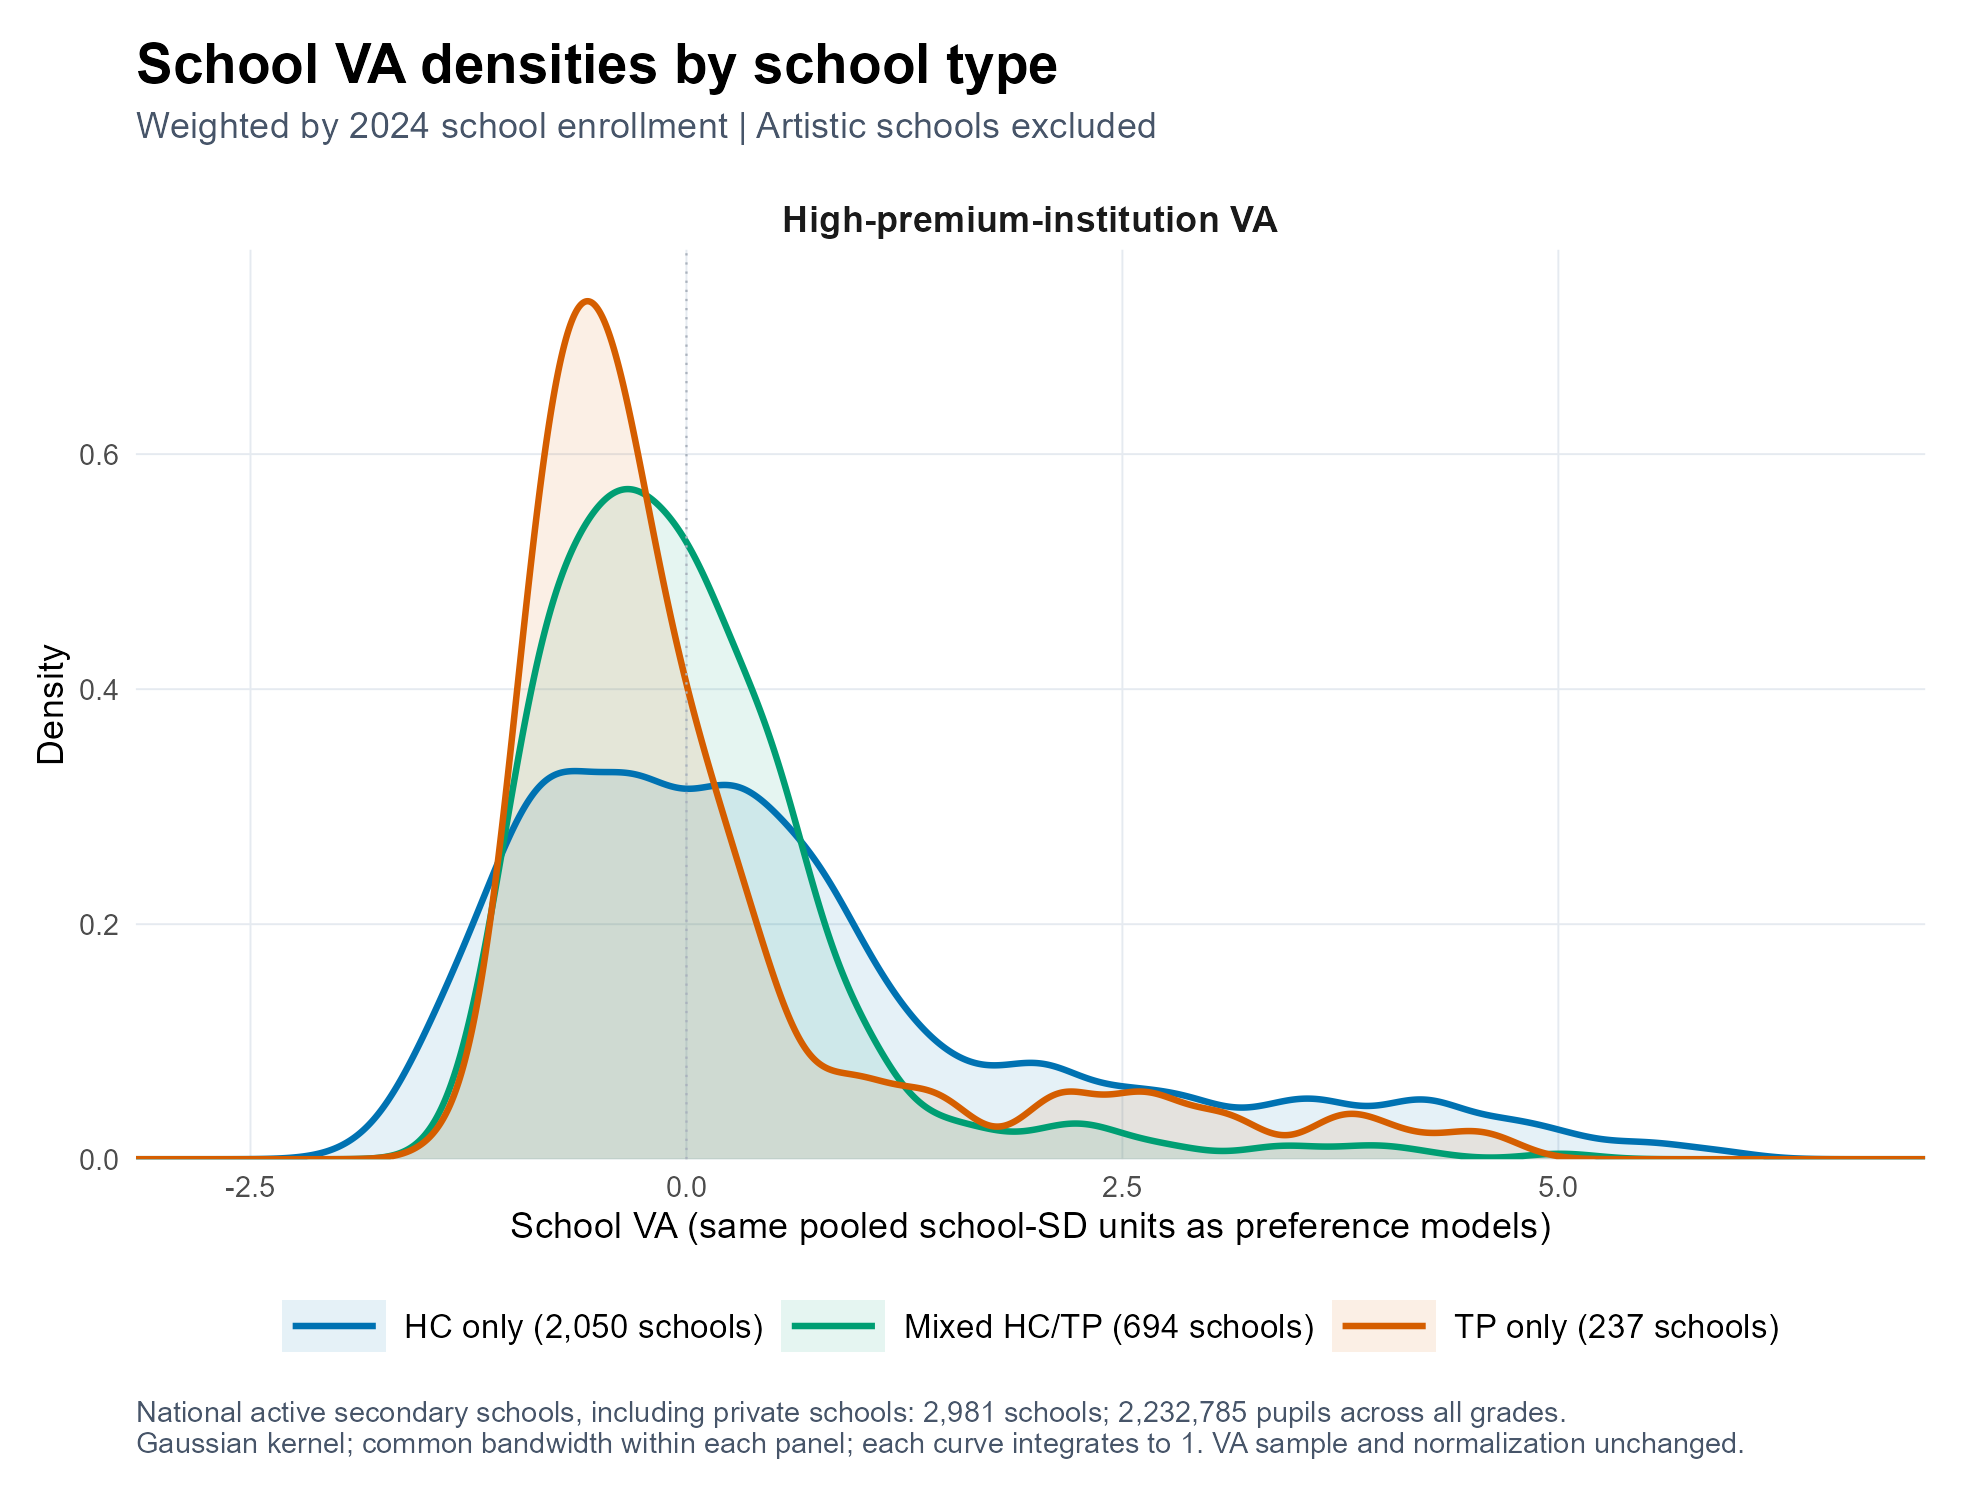 School VA densities by school type
Weighted by 2024 school enrollment | Artistic schools excluded
High-premium-institution VA
Density
0.6
0.4
0.2
0.0
-2.5
0.0
2.5
5.0
School VA (same pooled school-SD units as preference models)
HC only (2,050 schools)
Mixed HC/TP (694 schools)
TP only (237 schools)
National active secondary schools, including private schools: 2,981 schools; 2,232,785 pupils across all grades.
Gaussian kernel; common bandwidth within each panel; each curve integrates to 1. VA sample and normalization unchanged.